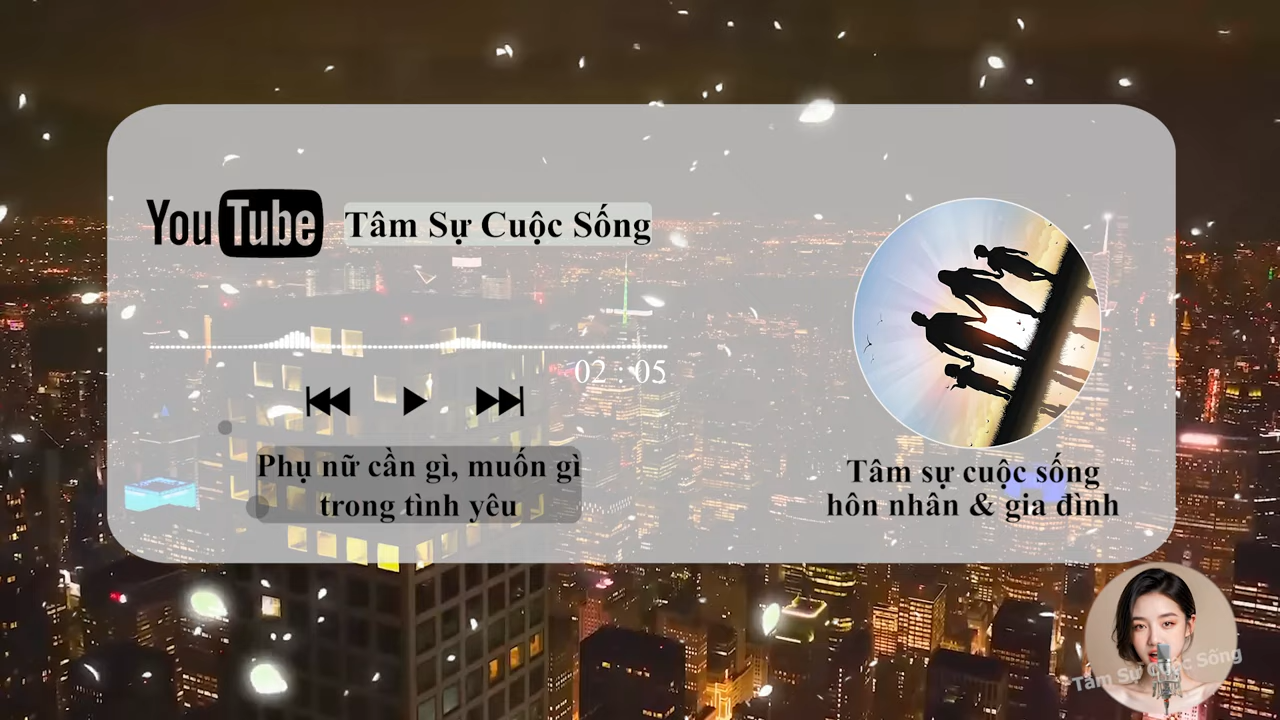 YouTube
Tâm Sự Cuộc Sống
02 : 05
Phụ nữ cần gì, muốn gì
trong tình yêu
Tâm sự cuộc sống
hôn nhân & gia đình
Tâm Sự Cuộc Sống